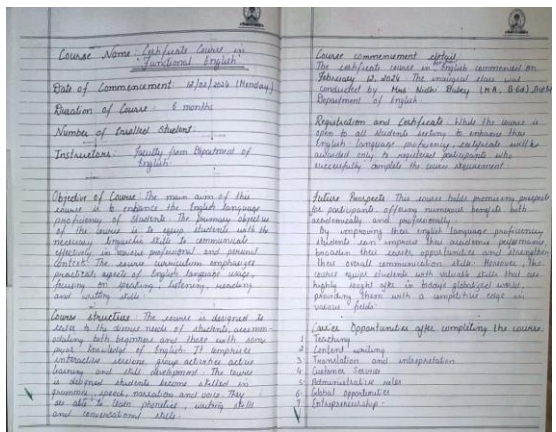 Course Name : Certificate Course in
"Functional English"
Date of Commencement : 12/02/2024 (Monday)
Duration of Course : 6 months
Number of Enrolled Student
Instructors : Faculty from Department of
English.
Objective of Course : The main aim of this
course is to enhance the English language
proficiency of students. The primary objective
of the course is to equip students with the
necessary linguistic skills to communicate
effectively in various professional and personal
context. The course curriculum emphasizes
practical aspects of English language usage,
focusing on speaking, listening, reading
and writing skills.
Course structure : The course is designed to
cater to the diverse needs of students, accomm-
odating both beginners and those with some
prior knowledge of English. It comprises
interactive sessions, group activities, active
learning and skill development. The course
is designed students become skilled in
grammar, speech, narration and voice. They
are able to learn phonetics, writing skills
and conversational skills.
Course commencement detail
The certificate course in English commenced on
February 12, 2024. The inaugural class was
conducted by Mrs Nidhi Dubey (M.A, B.Ed)
Department of English.
Registration and Certificate : While the course is
open to all students seeking to enhance their
English language proficiency, certificate will be
awarded only to registered participants who
successfully complete the course requirement.
Future Prospects : This course holds promising prospects
for participants, offering numerous benefits both
academically and professionally.
By improving their english language proficiency,
students can improve their academic performance,
broaden their career opportunities and strengthen
their overall communication skills. Moreover, this
course equips students with valuable skills that are
highly sought after in today's globalized world,
providing them with a competitive edge in
various fields.
Career Opportunities after completing the course.
1. Teaching
2. Content writing
3. Translation and interpretation
4. Customer Service
5. Administrative roles
6. Global opportunities
7. Entrepreneurship.